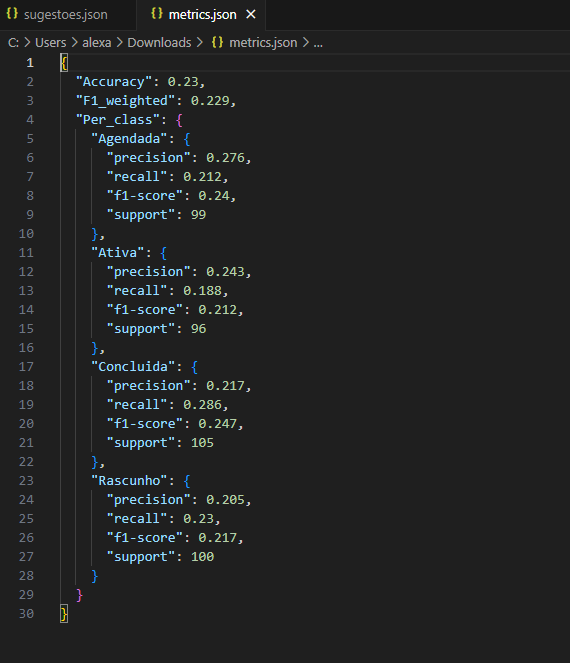 {} sugestoes.json {} metrics.json ×
C: > Users > alexa > Downloads > {} metrics.json > ...
1 {
2 "Accuracy": 0.23,
3 "F1_weighted": 0.229,
4 "Per_class": {
5 "Agendada": {
6 "precision": 0.276,
7 "recall": 0.212,
8 "f1-score": 0.24,
9 "support": 99
10 },
11 "Ativa": {
12 "precision": 0.243,
13 "recall": 0.188,
14 "f1-score": 0.212,
15 "support": 96
16 },
17 "Concluida": {
18 "precision": 0.217,
19 "recall": 0.286,
20 "f1-score": 0.247,
21 "support": 105
22 },
23 "Rascunho": {
24 "precision": 0.205,
25 "recall": 0.23,
26 "f1-score": 0.217,
27 "support": 100
28 }
29 }
30 }